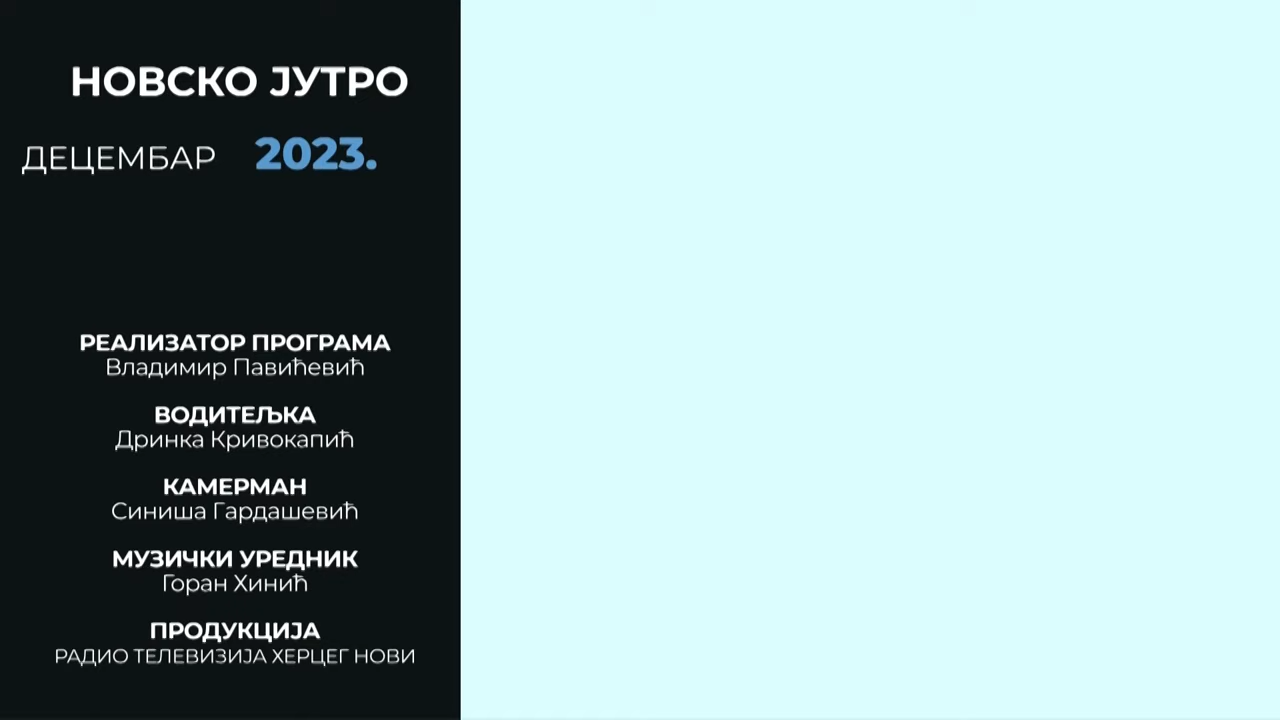 НОВСКО ЈУТРО
ДЕЦЕМБАР 2023.
РЕАЛИЗАТОР ПРОГРАМА
Владимир Павићевић
ВОДИТЕЉКА
Дринка Кривокапић
КАМЕРМАН
Синиша Гардашевић
МУЗИЧКИ УРЕДНИК
Горан Хинић
ПРОДУКЦИЈА
РАДИО ТЕЛЕВИЗИЈА ХЕРЦЕГ НОВИ